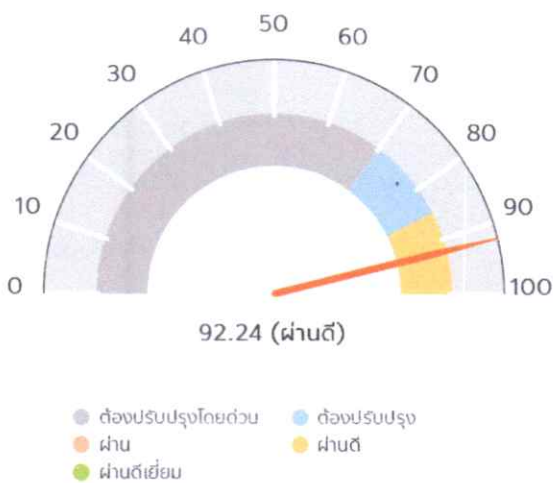 50
40 60
30 70
20 80
10 90
0 100
92.24 (ผ่านดี)
ต้องปรับปรุงโดยด่วน ต้องปรับปรุง
ผ่าน ผ่านดี
ผ่านดีเยี่ยม